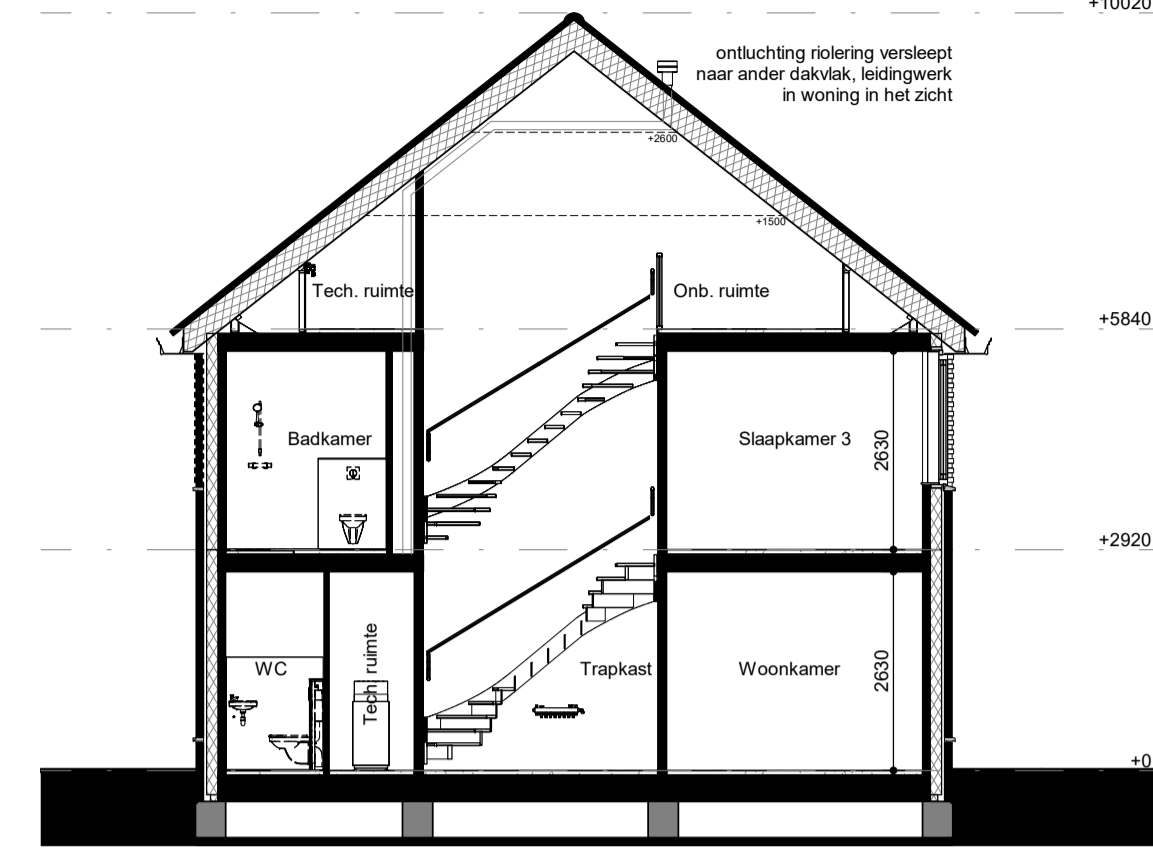 +10020
ontluchting riolering versleept
naar ander dakvlak, leidingwerk
in woning in het zicht
+2600
+1500
Tech. ruimte
Onb. ruimte
+5840
Badkamer
Slaapkamer 3
2630
+2920
WC
Tech. ruimte
Trapkast
Woonkamer
2630
+0